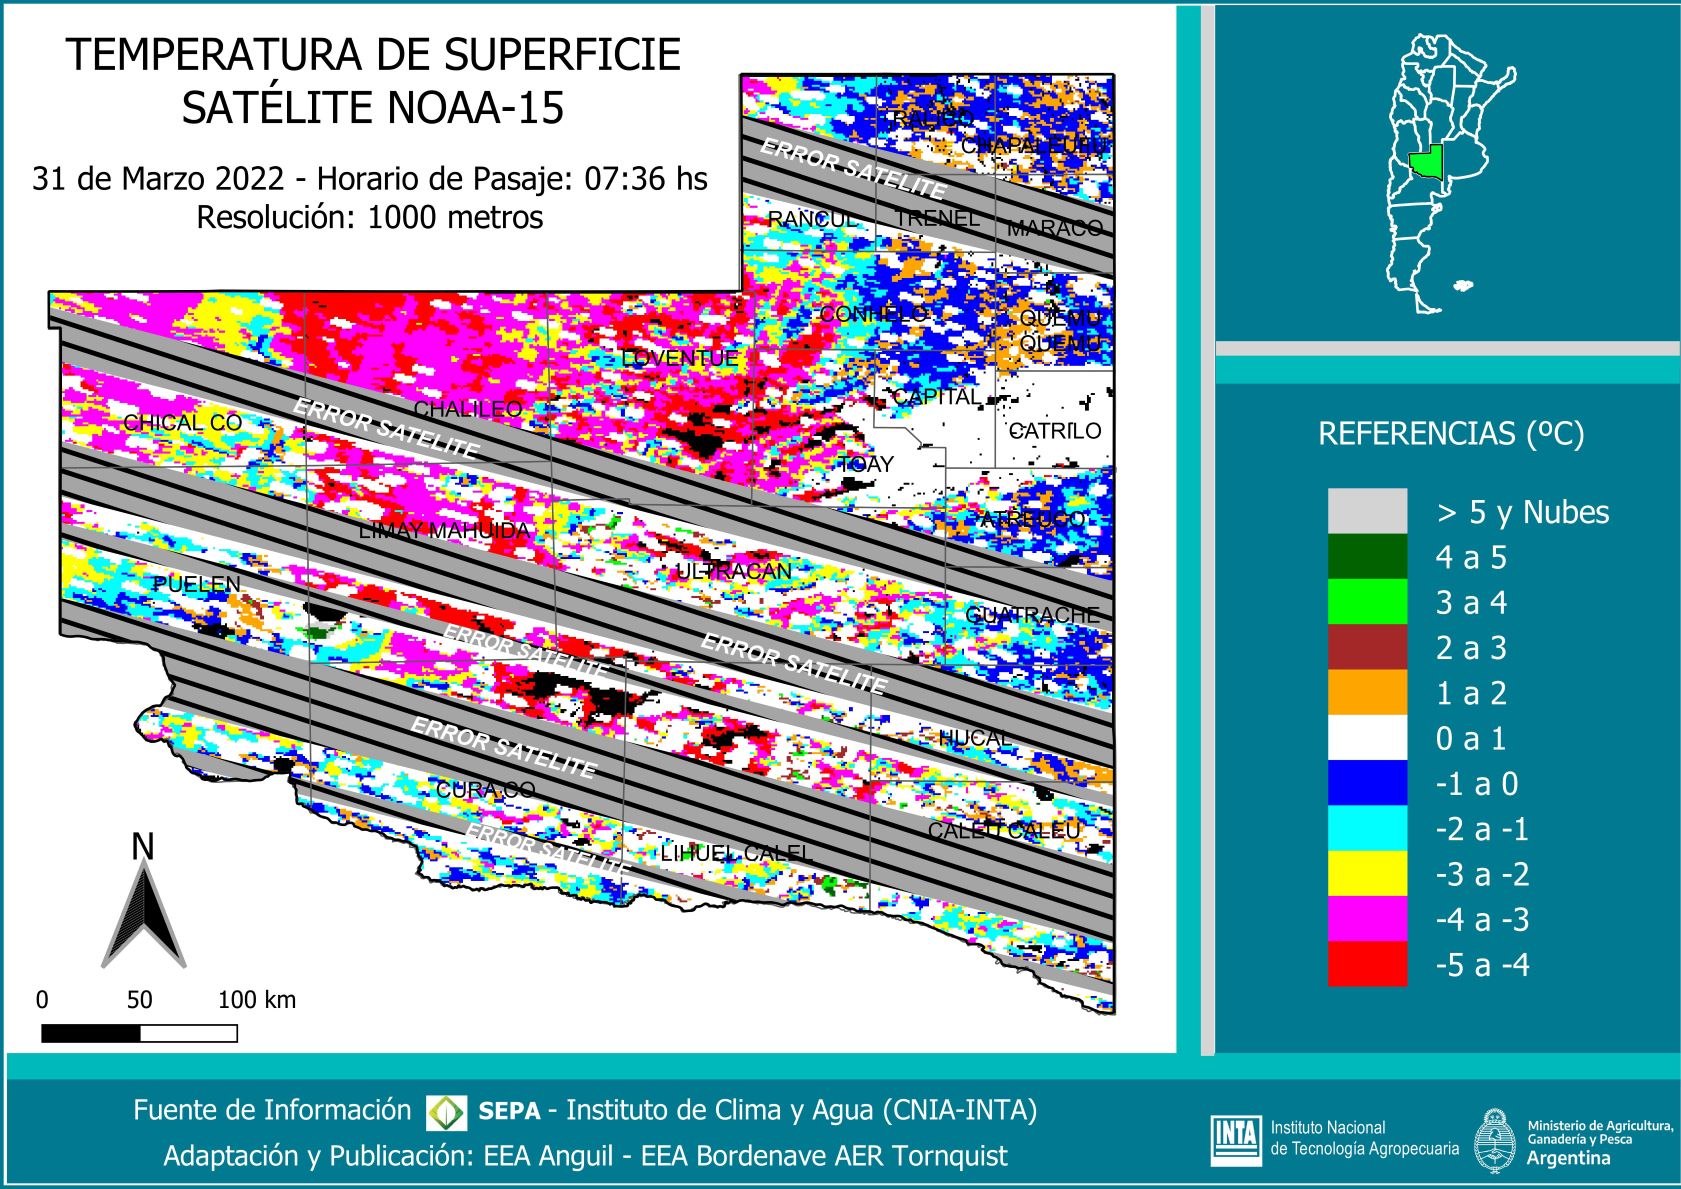 TEMPERATURA DE SUPERFICIE
SATÉLITE NOAA-15
31 de Marzo 2022 - Horario de Pasaje: 07:36 hs
Resolución: 1000 metros
RALICO
CHAPALEUFU
ERROR SATELITE
RANCUL
TRENEL
MARACO
CONHELO
QUEMU
QUEMU
LOVENTUE
CAPITAL
CHALILEO
ERROR SATELITE
CHICAL CO
CATRILO
TOAY
ATREUCO
LIMAY MAHUIDA
ULTRACAN
PUELEN
GUATRACHE
ERROR SATELITE
ERROR SATELITE
HUCAL
ERROR SATELITE
CURA CO
ERROR SATELITE
CALEU CALEU
LIHUEL CALEL
N
0 50 100 km
REFERENCIAS (ºC)
> 5 y Nubes
4 a 5
3 a 4
2 a 3
1 a 2
0 a 1
-1 a 0
-2 a -1
-3 a -2
-4 a -3
-5 a -4
Fuente de Información SEPA - Instituto de Clima y Agua (CNIA-INTA)
Adaptación y Publicación: EEA Anguil - EEA Bordenave AER Tornquist
INTA
Instituto Nacional
de Tecnología Agropecuaria
Ministerio de Agricultura,
Ganadería y Pesca
Argentina